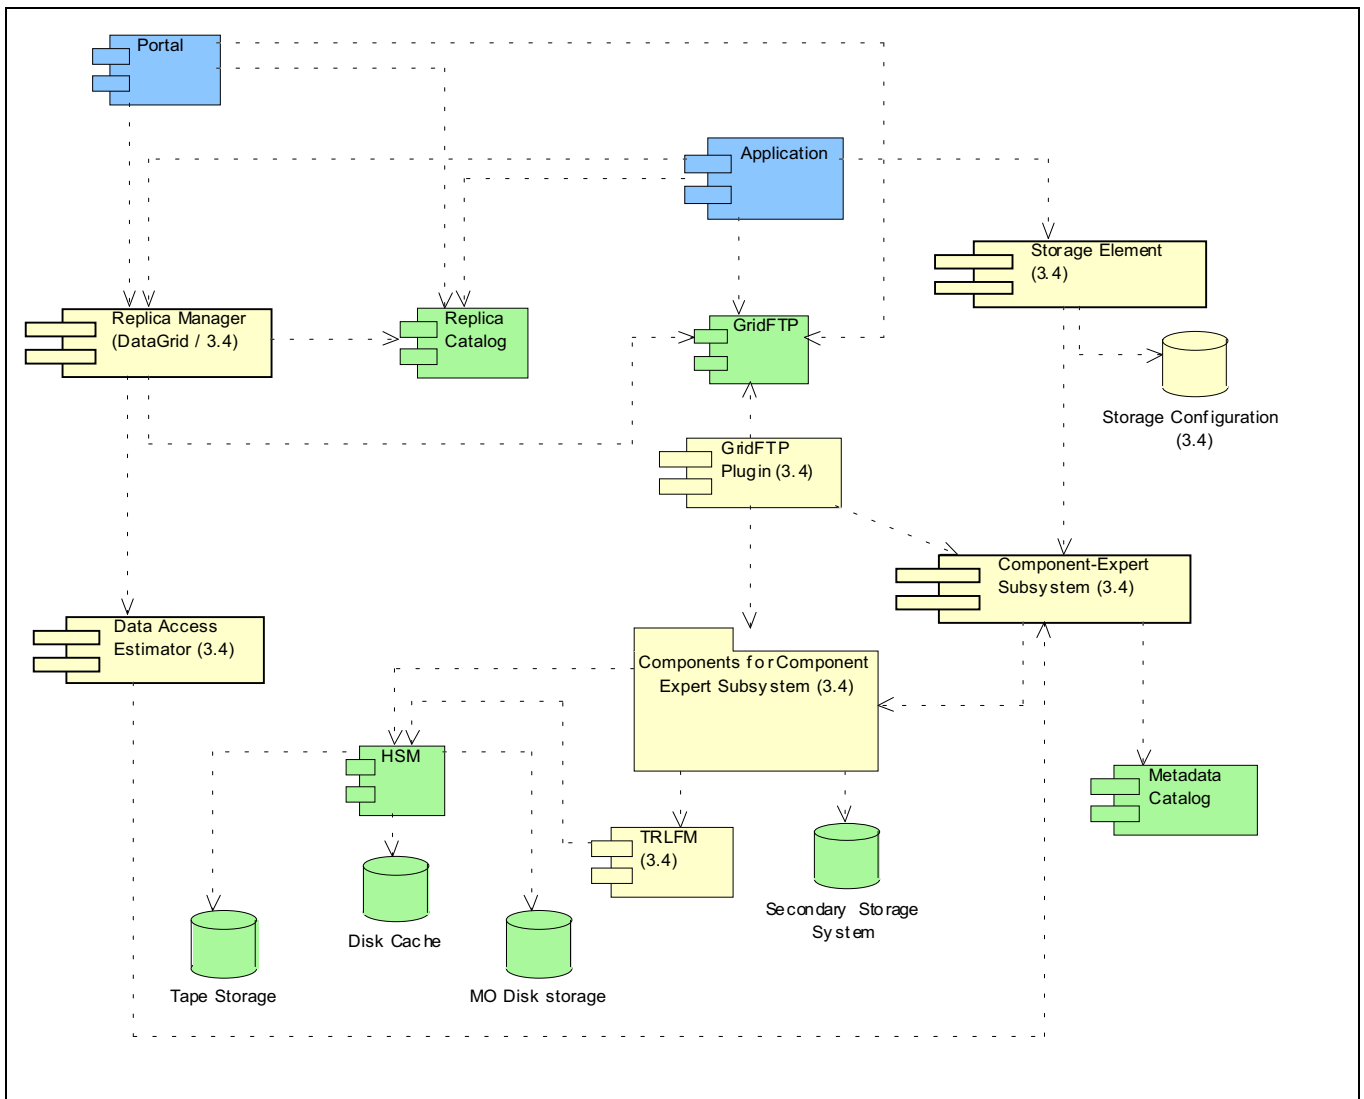 Portal
Application
Storage Element
(3.4)
Replica Manager
(DataGrid / 3.4)
Replica
Catalog
GridFTP
Storage Configuration
(3.4)
GridFTP
Plugin (3.4)
Component-Expert
Subsystem (3.4)
Data Access
Estimator (3.4)
Components for Component
Expert Subsystem (3.4)
HSM
Metadata
Catalog
TRLFM
(3.4)
Secondary Storage
System
Disk Cache
Tape Storage
MO Disk storage